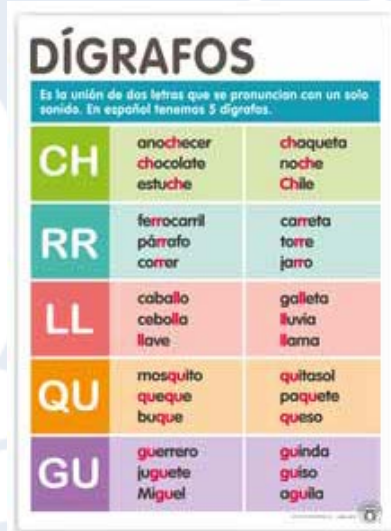 DÍGRAFOS
Es la unión de dos letras que se pronuncian con un solo
sonido. En español tenemos 5 dígrafos.
CH
anochecer
chocolate
estuche
chaqueta
noche
Chile
RR
ferrocarril
párrafo
correr
carreta
torre
jarro
LL
caballo
cebolla
llave
galleta
lluvia
llama
QU
mosquito
queque
buque
quitasol
paquete
queso
GU
guerrero
juguete
Miguel
guinda
guiso
aguila